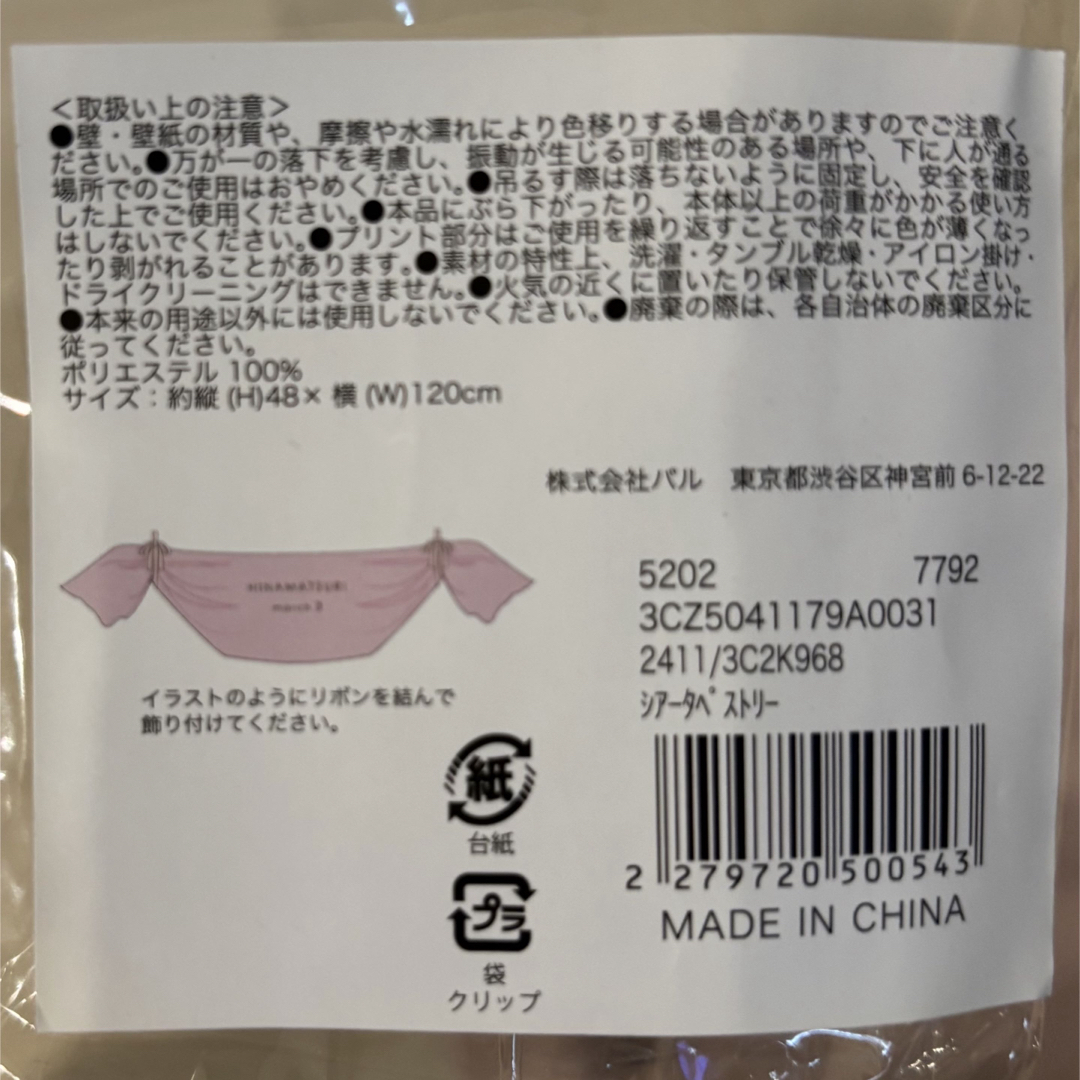 ＜取扱い上の注意＞
●壁・壁紙の材質や、摩擦や水濡れにより色移りする場合がありますのでご注意く
ださい。●万が一の落下を考慮し、振動が生じる可能性のある場所や、下に人が通る
場所でのご使用はおやめください。●吊るす際は落ちないように固定し、安全を確認
した上でご使用ください。●本品にぶら下がったり、本体以上の荷重がかかる使い方
はしないでください。●プリント部分はご使用を繰り返すことで徐々に色が薄くなっ
たり剥がれることがあります。●素材の特性上、洗濯・タンブル乾燥・アイロン掛け・
ドライクリーニングはできません。●火気の近くに置いたり保管しないでください。
●本来の用途以外には使用しないでください。●廃棄の際は、各自治体の廃棄区分に
従ってください。
ポリエステル 100%
サイズ：約縦 (H)48× 横 (W)120cm
株式会社パル 東京都渋谷区神宮前 6-12-22
HINAMATSURI
march 3
イラストのようにリボンを結んで
飾り付けてください。
5202 7792
3CZ5041179A0031
2411/3C2K968
ｼｱｰﾀﾍﾟｽﾄﾘｰ
紙
台紙
プラ
袋
クリップ
2 279720 500543
MADE IN CHINA